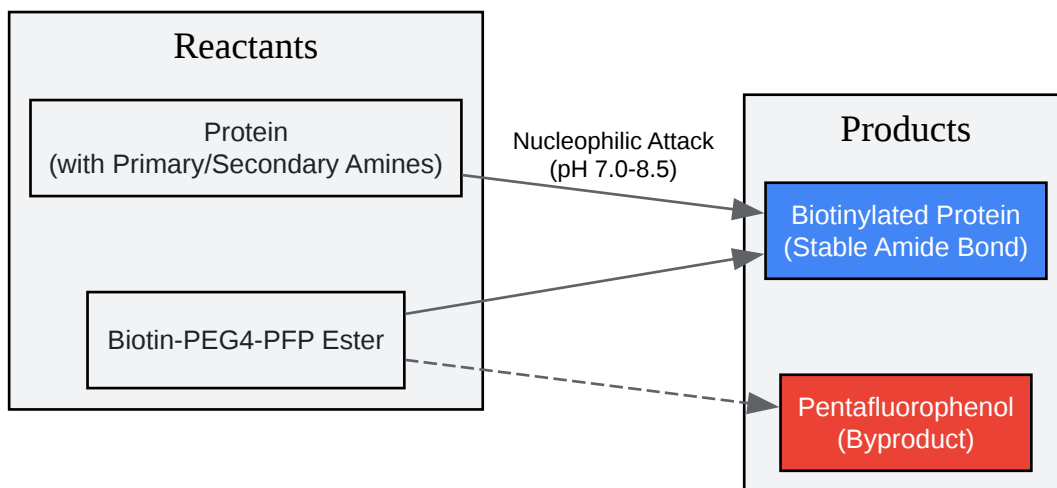 Reactants
Protein
(with Primary/Secondary Amines)
Biotin-PEG4-PFP Ester
Nucleophilic Attack
(pH 7.0-8.5)
Products
Biotinylated Protein
(Stable Amide Bond)
Pentafluorophenol
(Byproduct)